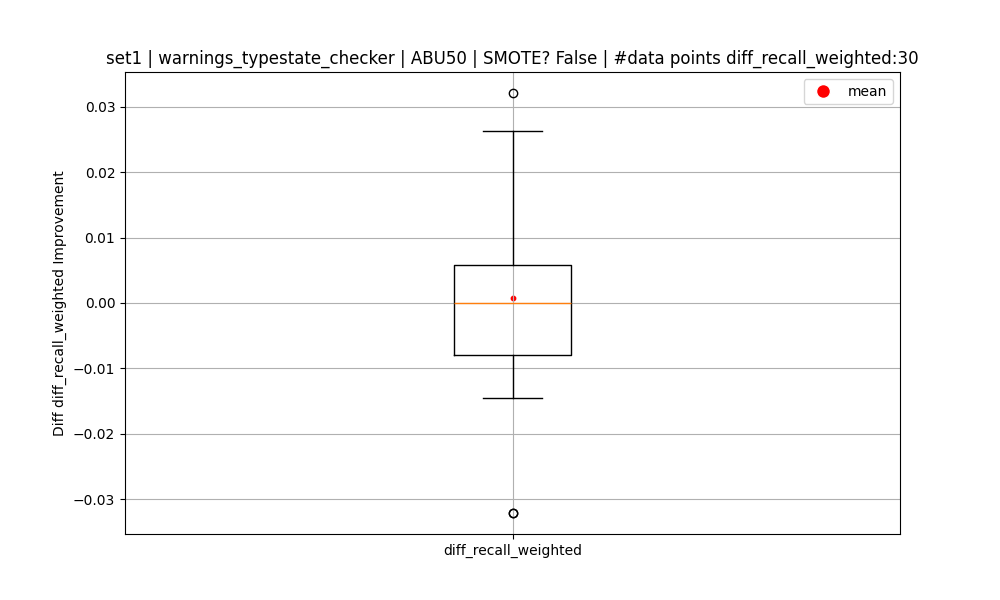 set1 | warnings_typestate_checker | ABU50 | SMOTE? False | #data points diff_recall_weighted:30
mean
Diff diff_recall_weighted Improvement
0.03
0.02
0.01
0.00
−0.01
−0.02
−0.03
diff_recall_weighted